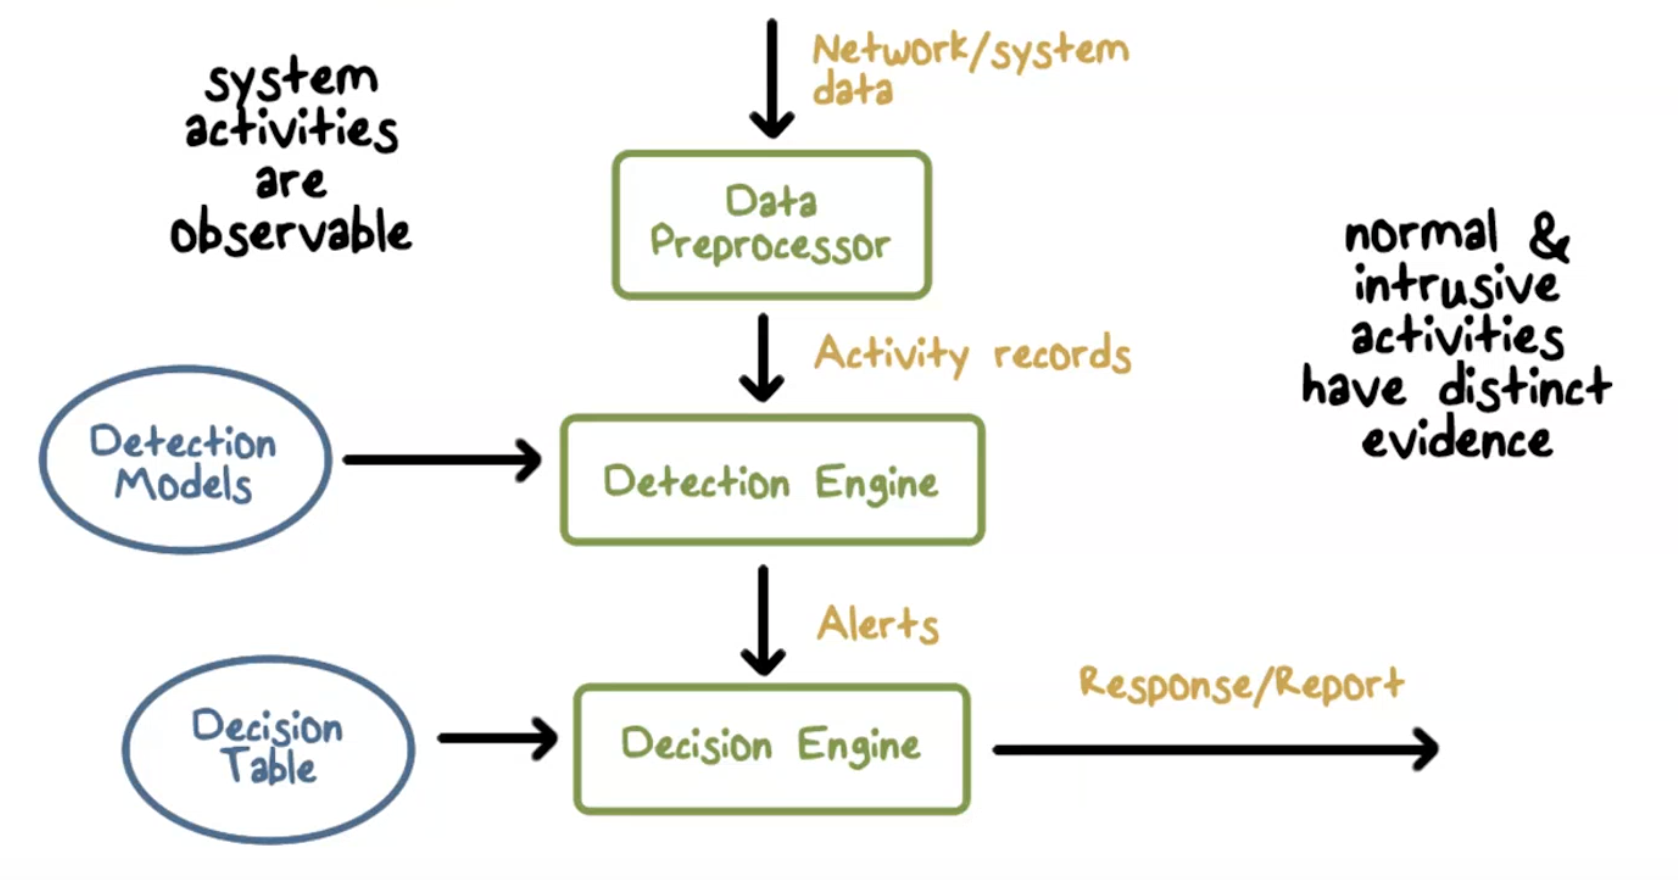 Network/system
data
system
activities
are
observable
Data
Preprocessor
normal &
intrusive
activities
have distinct
evidence
Activity records
Detection
Models
Detection Engine
Alerts
Response/Report
Decision
Table
Decision Engine